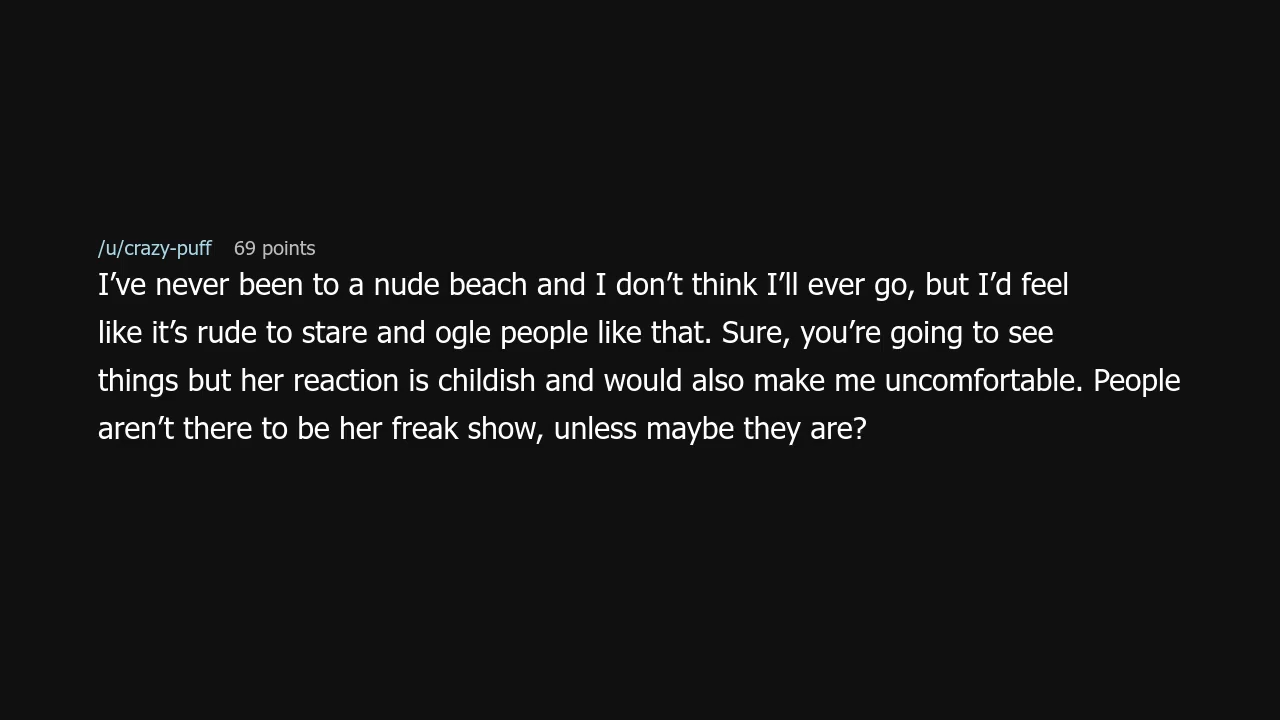 /u/crazy-puff 69 points
I’ve never been to a nude beach and I don’t think I’ll ever go, but I’d feel
like it’s rude to stare and ogle people like that. Sure, you’re going to see
things but her reaction is childish and would also make me uncomfortable. People
aren’t there to be her freak show, unless maybe they are?